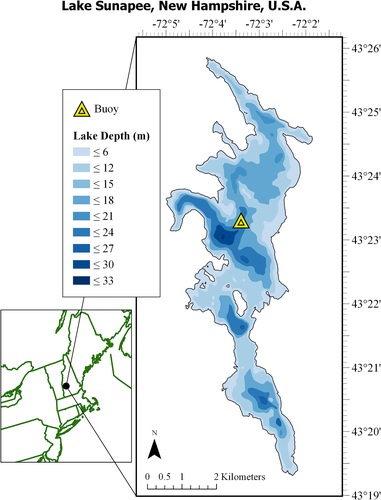 Lake Sunapee, New Hampshire, U.S.A.
-72°5' -72°4' -72°3' -72°2'
43°26'
43°25'
43°24'
43°23'
43°22'
43°21'
43°20'
43°19'
Buoy
Lake Depth (m)
≤ 6
≤ 12
≤ 15
≤ 18
≤ 21
≤ 24
≤ 27
≤ 30
≤ 33
N
0 0.5 1 2 Kilometers